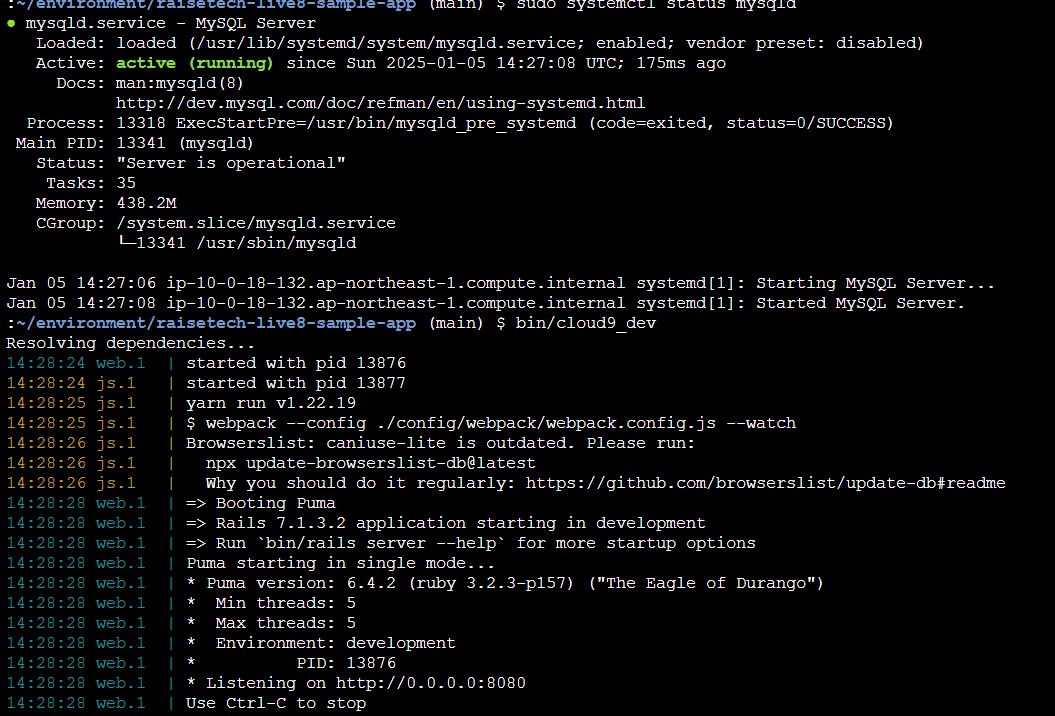 :~/environment/raisetech-live8-sample-app (main) $ sudo systemctl status mysqld
● mysqld.service - MySQL Server
   Loaded: loaded (/usr/lib/systemd/system/mysqld.service; enabled; vendor preset: disabled)
   Active: active (running) since Sun 2025-01-05 14:27:08 UTC; 175ms ago
     Docs: man:mysqld(8)
           http://dev.mysql.com/doc/refman/en/using-systemd.html
  Process: 13318 ExecStartPre=/usr/bin/mysqld_pre_systemd (code=exited, status=0/SUCCESS)
 Main PID: 13341 (mysqld)
   Status: "Server is operational"
    Tasks: 35
   Memory: 438.2M
   CGroup: /system.slice/mysqld.service
           └─13341 /usr/sbin/mysqld
Jan 05 14:27:06 ip-10-0-18-132.ap-northeast-1.compute.internal systemd[1]: Starting MySQL Server...
Jan 05 14:27:08 ip-10-0-18-132.ap-northeast-1.compute.internal systemd[1]: Started MySQL Server.
:~/environment/raisetech-live8-sample-app (main) $ bin/cloud9_dev
Resolving dependencies...
14:28:24 web.1  | started with pid 13876
14:28:24 js.1   | started with pid 13877
14:28:25 js.1   | yarn run v1.22.19
14:28:25 js.1   | $ webpack --config ./config/webpack/webpack.config.js --watch
14:28:26 js.1   | Browserslist: caniuse-lite is outdated. Please run:
14:28:26 js.1   |   npx update-browserslist-db@latest
14:28:26 js.1   |   Why you should do it regularly: https://github.com/browserslist/update-db#readme
14:28:28 web.1  | => Booting Puma
14:28:28 web.1  | => Rails 7.1.3.2 application starting in development
14:28:28 web.1  | => Run `bin/rails server --help` for more startup options
14:28:28 web.1  | Puma starting in single mode...
14:28:28 web.1  | * Puma version: 6.4.2 (ruby 3.2.3-p157) ("The Eagle of Durango")
14:28:28 web.1  | *  Min threads: 5
14:28:28 web.1  | *  Max threads: 5
14:28:28 web.1  | *  Environment: development
14:28:28 web.1  | *          PID: 13876
14:28:28 web.1  | * Listening on http://0.0.0.0:8080
14:28:28 web.1  | Use Ctrl-C to stop